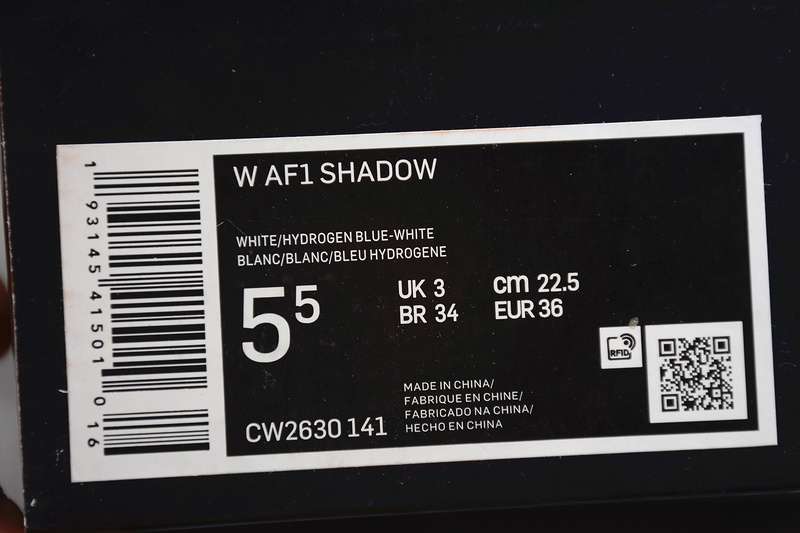 W AF1 SHADOW
WHITE/HYDROGEN BLUE-WHITE
BLANC/BLANC/BLEU HYDROGENE
5 5
UK 3
BR 34
cm 22.5
EUR 36
RFID
MADE IN CHINA/
FABRIQUE EN CHINE/
FABRICADO NA CHINA/
HECHO EN CHINA
CW2630 141
1 93145 41501 0 16